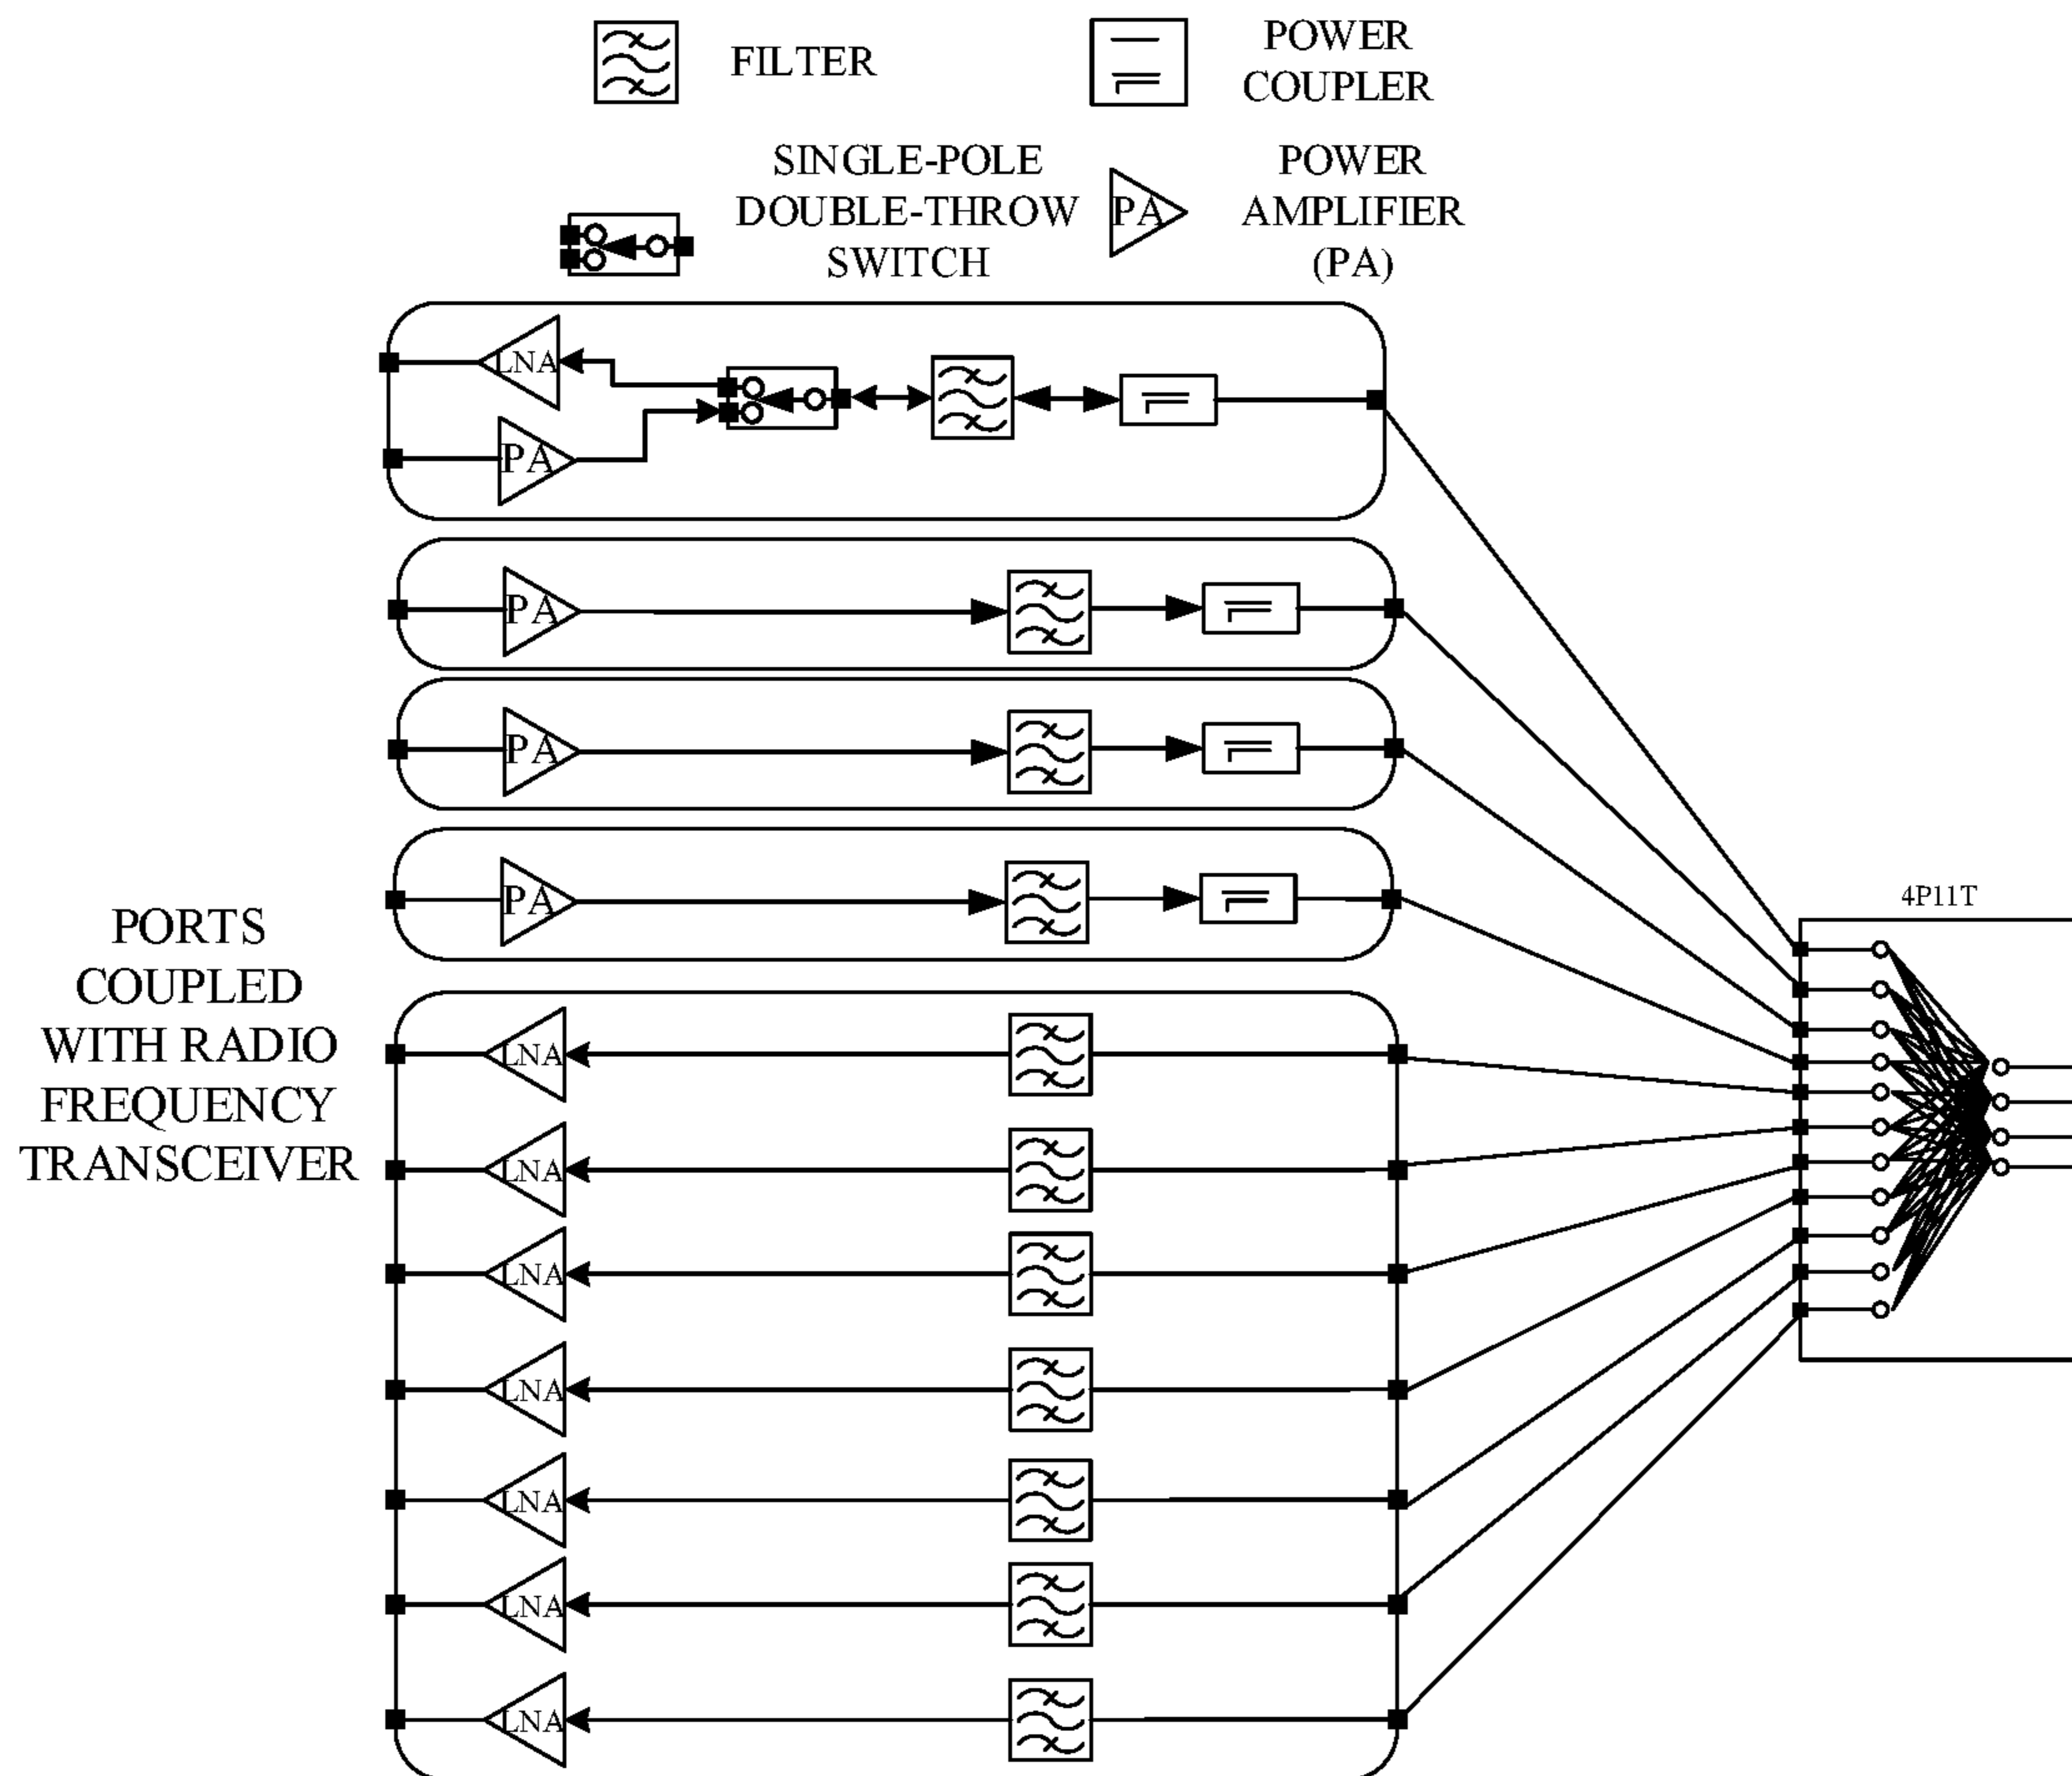 FILTER
POWER
COUPLER
SINGLE-POLE
DOUBLE-THROW
SWITCH
PA
POWER
AMPLIFIER
(PA)
LNA
PA
PA
PA
PA
PORTS
COUPLED
WITH RADIO
FREQUENCY
TRANSCEIVER
4P11T
LNA
LNA
LNA
LNA
LNA
LNA
LNA